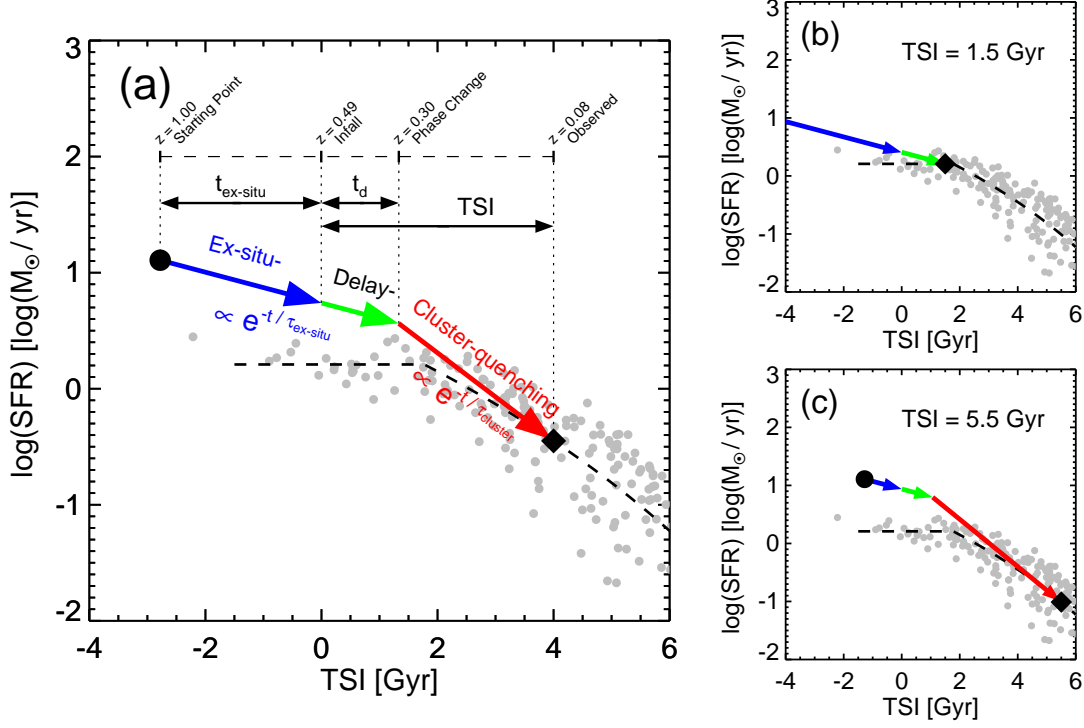 (a)
z = 1.00
Starting Point
z = 0.49
Infall
z = 0.30
Phase Change
z = 0.08
Observed
t_ex-situ
t_d
TSI
Ex-situ-
∝ e^-t / τ_ex-situ
Delay-
Cluster-quenching
∝ e^-t / τ_cluster
3
2
1
0
-1
-2
log(SFR) [log(M⊙ / yr)]
-4
-2
0
2
4
6
TSI [Gyr]
(b)
TSI = 1.5 Gyr
3
2
1
0
-1
-2
log(SFR) [log(M⊙ / yr)]
-4
-2
0
2
4
6
TSI [Gyr]
(c)
TSI = 5.5 Gyr
3
2
1
0
-1
-2
log(SFR) [log(M⊙ / yr)]
-4
-2
0
2
4
6
TSI [Gyr]